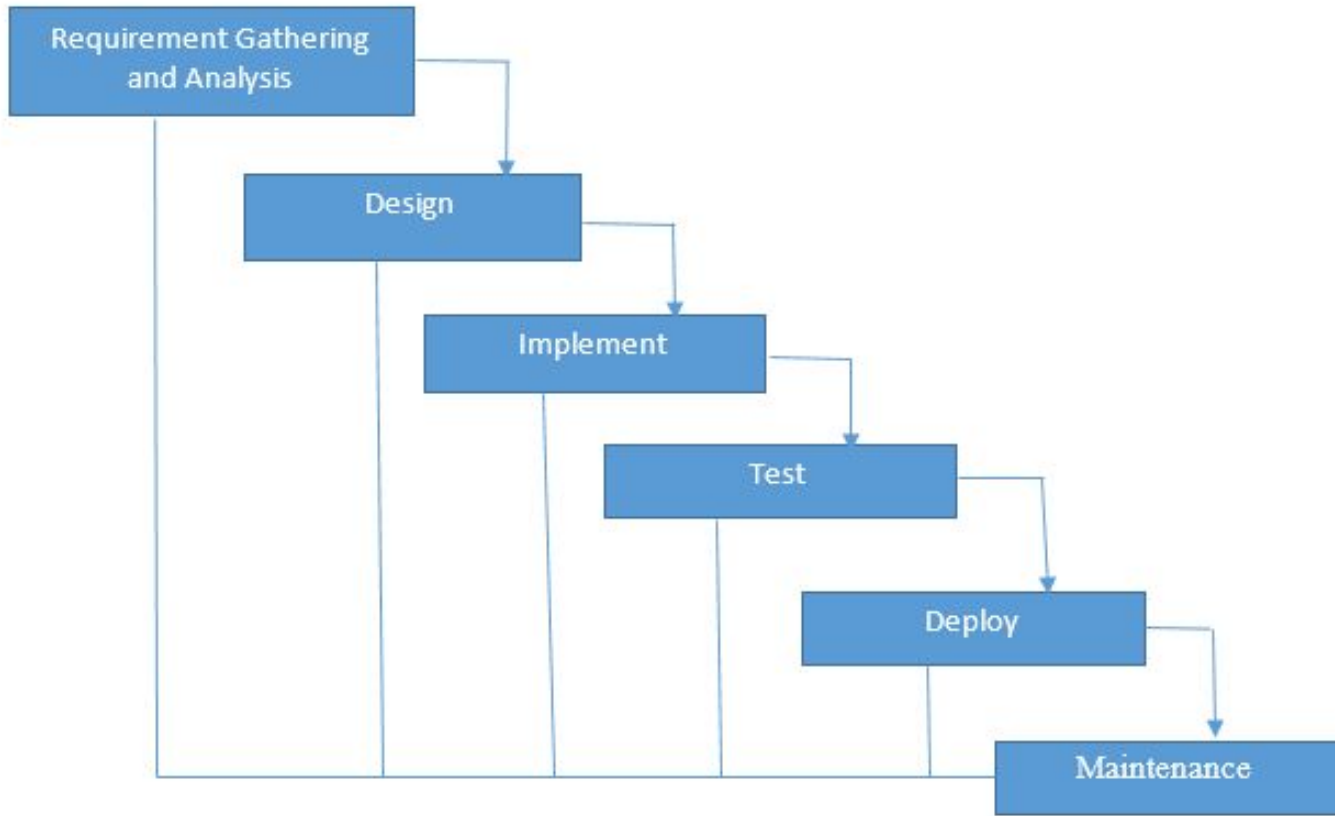 Requirement Gathering
and Analysis
Design
Implement
Test
Deploy
Maintenance